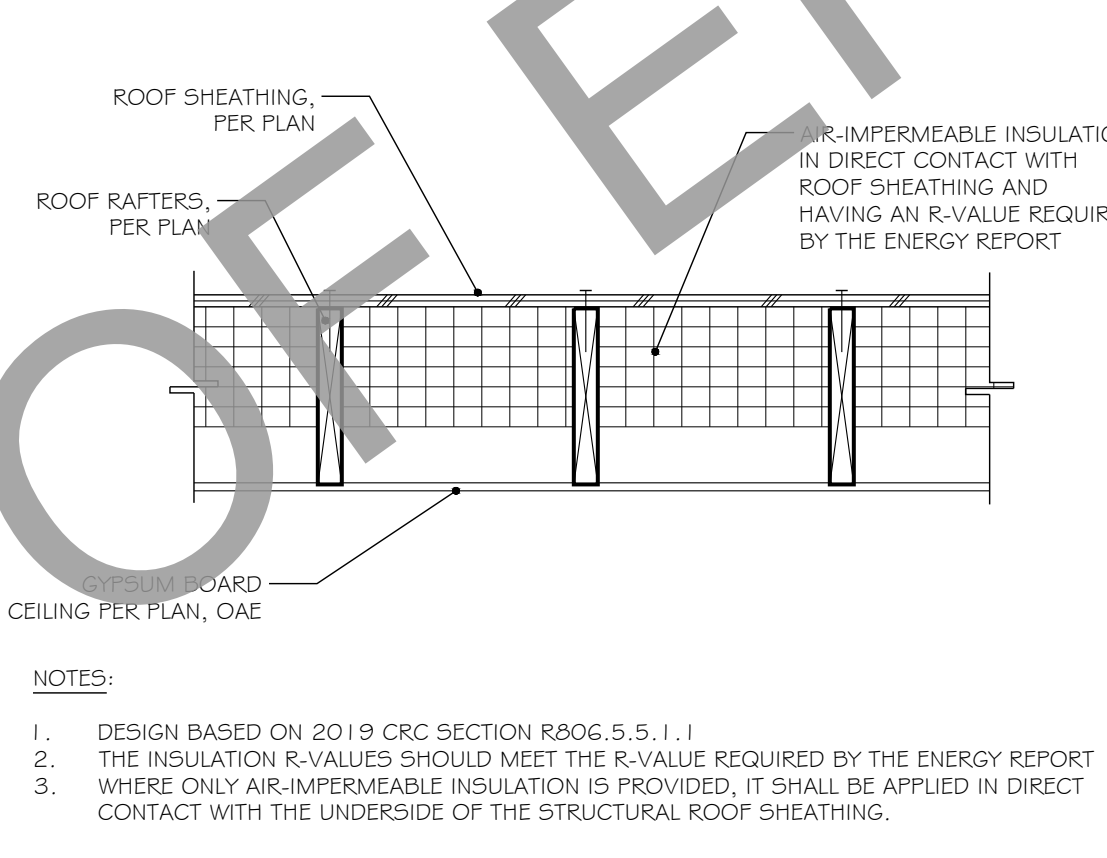 ROOF SHEATHING,
PER PLAN
ROOF RAFTERS,
PER PLAN
AIR-IMPERMEABLE INSULATIO
IN DIRECT CONTACT WITH
ROOF SHEATHING AND
HAVING AN R-VALUE REQUIR
BY THE ENERGY REPORT
GYPSUM BOARD
CEILING PER PLAN, OAE
NOTES:
1. DESIGN BASED ON 2019 CRC SECTION R806.5.5.1.1
2. THE INSULATION R-VALUES SHOULD MEET THE R-VALUE REQUIRED BY THE ENERGY REPORT
3. WHERE ONLY AIR-IMPERMEABLE INSULATION IS PROVIDED, IT SHALL BE APPLIED IN DIRECT
CONTACT WITH THE UNDERSIDE OF THE STRUCTURAL ROOF SHEATHING.
OF